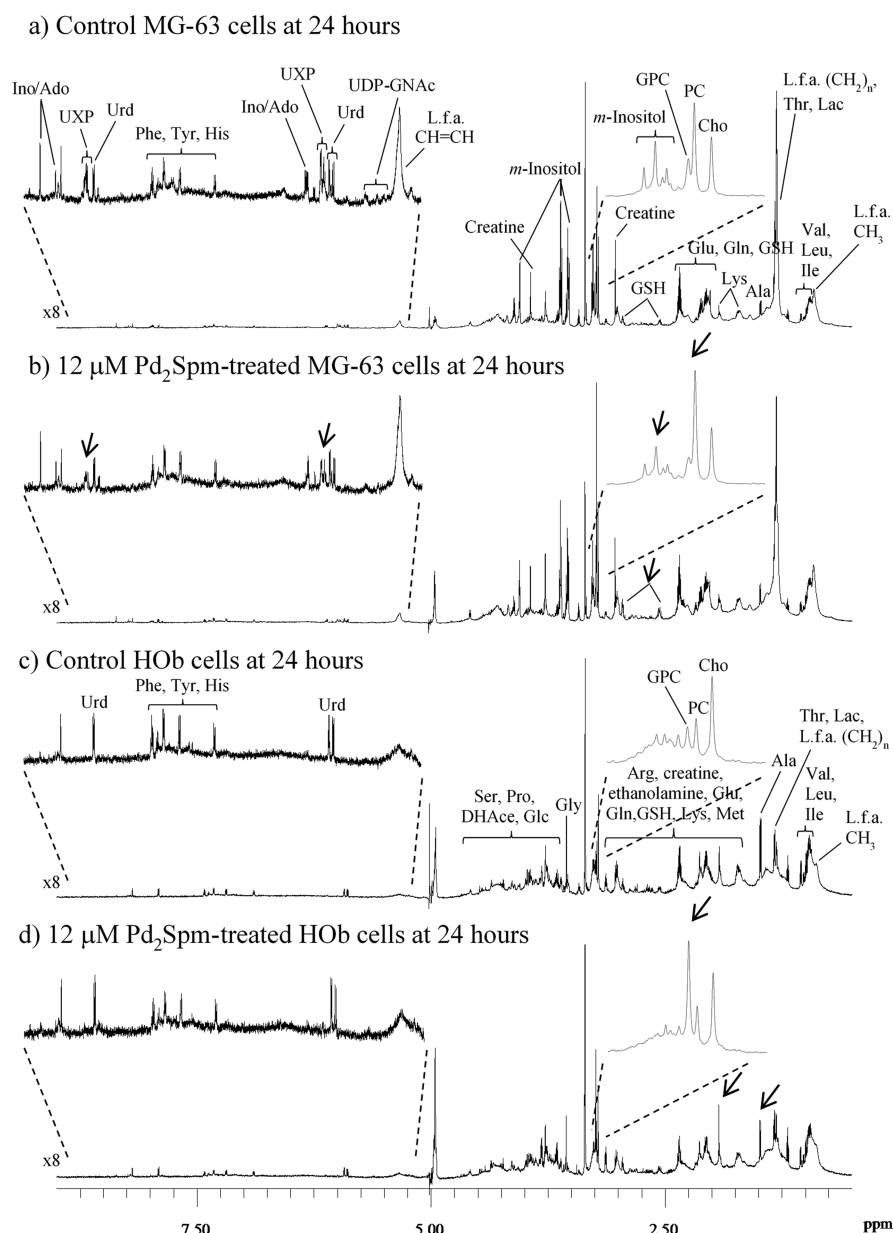 a) Control MG-63 cells at 24 hours
Ino/Ado
UXP
Urd
Phe, Tyr, His
UXP
Ino/Ado
Urd
UDP-GNAc
L.f.a.
CH=CH
m-Inositol
Creatine
GPC
PC
m-Inositol
Cho
Creatine
L.f.a. (CH2)n,
Thr, Lac
Glu, Gln, GSH
GSH
Lys
Ala
Val,
Leu,
Ile
L.f.a.
CH3
x8
b) 12 μM Pd2Spm-treated MG-63 cells at 24 hours
x8
c) Control HOb cells at 24 hours
Urd
Phe, Tyr, His
Urd
GPC
PC
Cho
Ser, Pro,
DHAce, Glc
Gly
Arg, creatine,
ethanolamine, Glu,
Gln,GSH, Lys, Met
Ala
Thr, Lac,
L.f.a. (CH2)n
Val,
Leu,
Ile
L.f.a.
CH3
x8
d) 12 μM Pd2Spm-treated HOb cells at 24 hours
x8
7.50
5.00
2.50
ppm